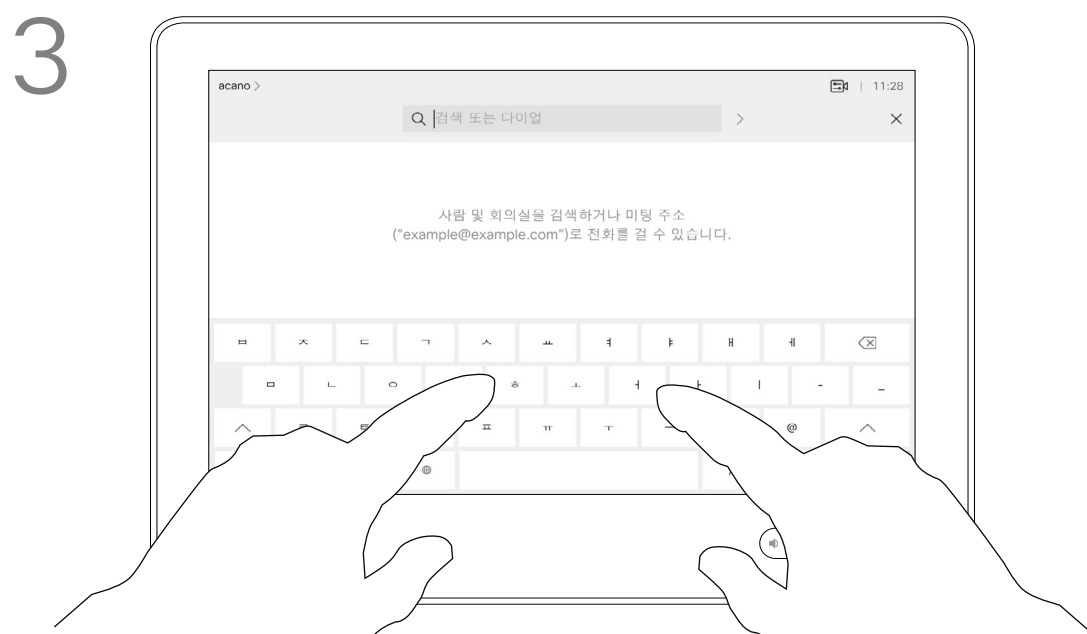 3
acano >
11:28
검색 또는 다이얼
사람 및 회의실을 검색하거나 미팅 주소
("example@example.com")로 전화를 걸 수 있습니다.
ㅂ ㅈ ㄷ ㄱ ㅅ ㅛ ㅕ ㅑ ㅐ ㅔ
ㅁ ㄴ ㅇ ㅎ ㅗ ㅓ ㅣ - _
ㅍ ㅠ ㅜ @